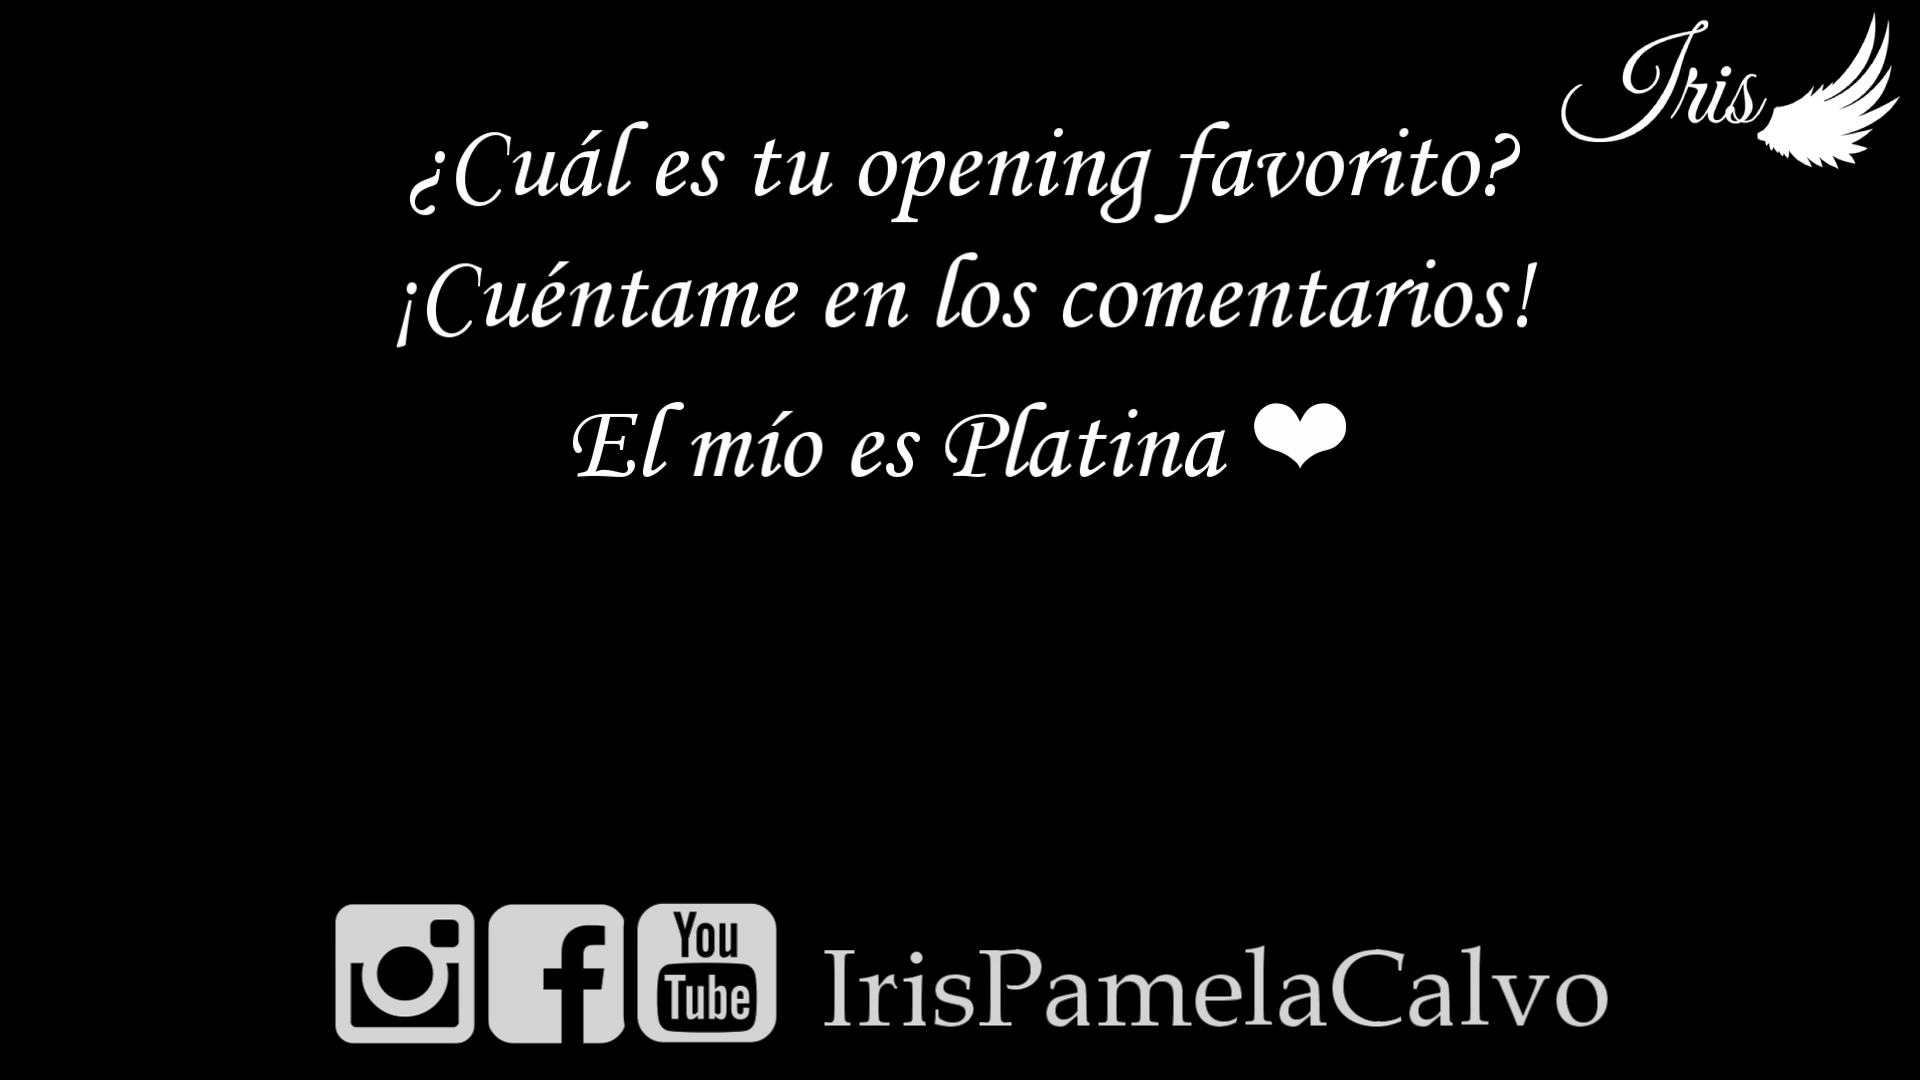 Iris
¿Cuál es tu opening favorito?
¡Cuéntame en los comentarios!
El mío es Platina ❤
You
Tube
IrisPamelaCalvo